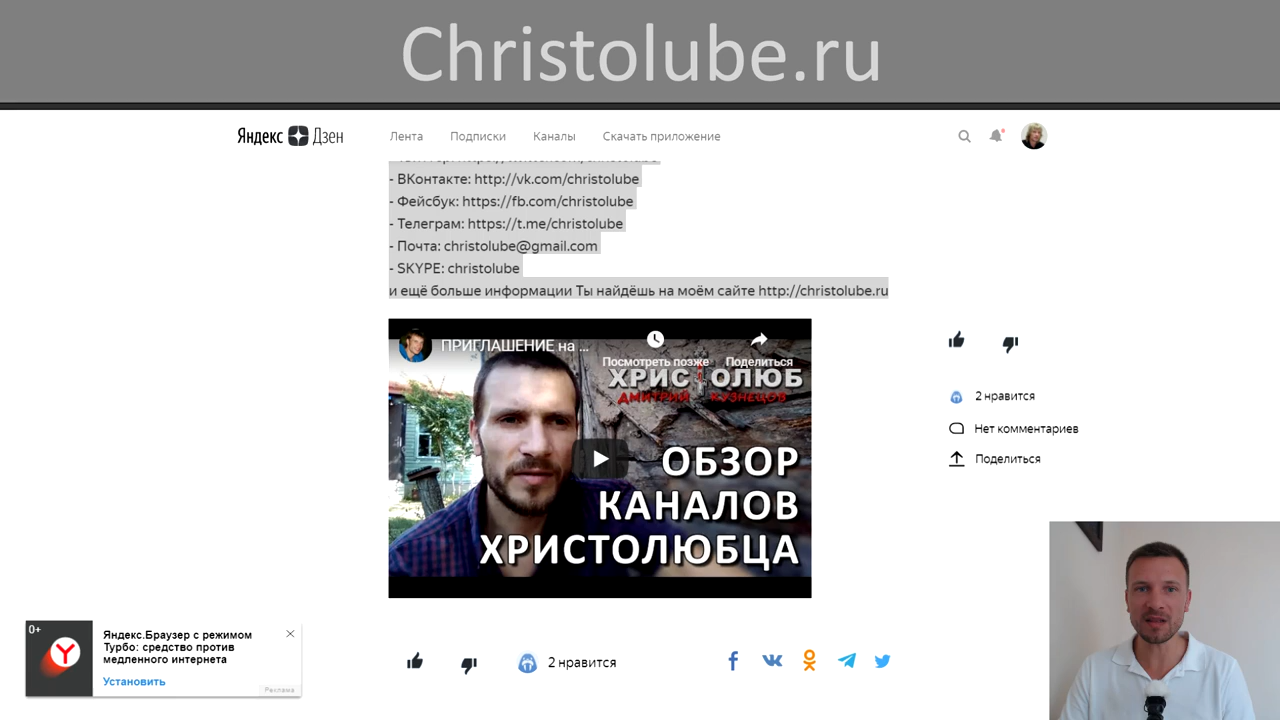 Christolube.ru
Яндекс Дзен
Лента
Подписки
Каналы
Скачать приложение
- ВКонтакте: http://vk.com/christolube
- Фейсбук: https://fb.com/christolube
- Телеграм: https://t.me/christolube
- Почта: christolube@gmail.com
- SKYPE: christolube
и ещё больше информации Ты найдёшь на моём сайте http://christolube.ru
ПРИГЛАШЕНИЕ на ...
Посмотреть позже
Поделиться
ХРИСТОЛЮБ
ДМИТРИЙ КУЗНЕЦОВ
ОБЗОР
КАНАЛОВ
ХРИСТОЛЮБЦА
2 нравится
Нет комментариев
Поделиться
0+
Яндекс.Браузер с режимом
Турбо: средство против
медленного интернета
Установить
Реклама
2 нравится